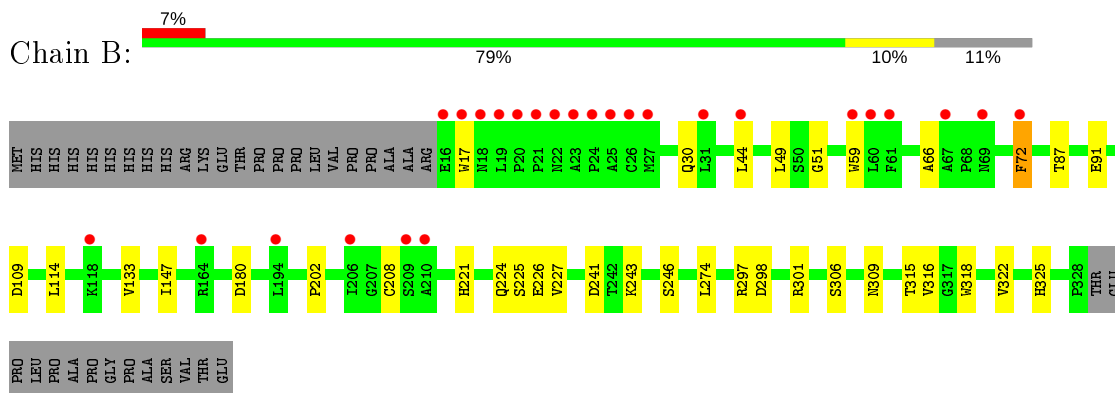 7%
Chain B:
79% 10% 11%
MET HIS HIS HIS HIS HIS HIS HIS HIS HIS ARG LYS GLU THR PRO PRO PRO LEU VAL PRO PRO ALA ALA ARG E16 W17 N18 L19 P20 P21 N22 A23 P24 A25 C26 M27 Q30 L31 L44 L49 S50 G51 W59 L60 F61 A66 A67 P68 N69 F72 T87 E91
D109 L114 K118 V133 I147 R164 D180 L194 P202 I206 G207 C208 S209 A210 H221 Q224 S225 E226 V227 D241 T242 K243 S246 L274 R297 D298 R301 S306 N309 T315 V316 G317 W318 V322 H325 P328 THR GLU
PRO LEU PRO ALA PRO GLY PRO ALA SER VAL THR GLU